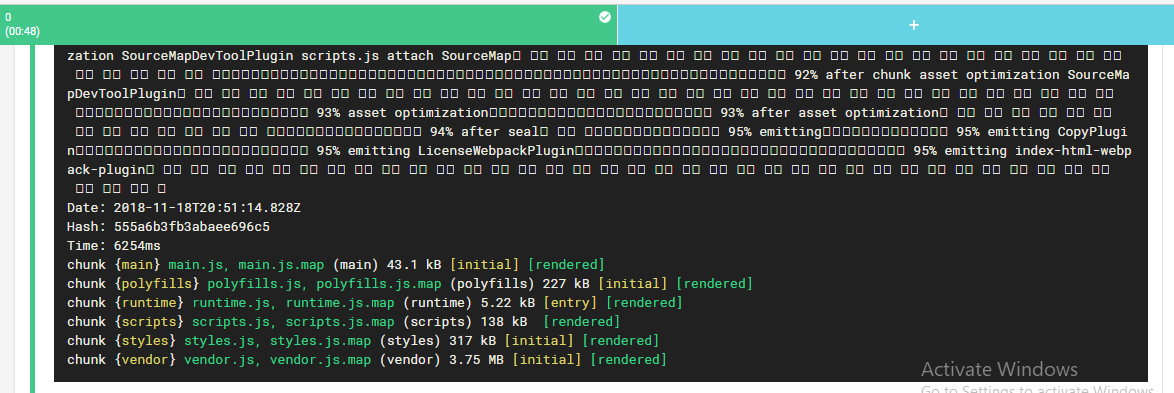 0
(00:48)
+
zation SourceMapDevToolPlugin scripts.js attach SourceMap
92% after chunk asset optimization SourceMa
pDevToolPlugin
93% asset optimization 93% after asset optimization
94% after seal 95% emitting 95% emitting CopyPlugi
n 95% emitting LicenseWebpackPlugin 95% emitting index-html-webp
ack-plugin
Date: 2018-11-18T20:51:14.828Z
Hash: 555a6b3fb3abaee696c5
Time: 6254ms
chunk {main} main.js, main.js.map (main) 43.1 kB [initial] [rendered]
chunk {polyfills} polyfills.js, polyfills.js.map (polyfills) 227 kB [initial] [rendered]
chunk {runtime} runtime.js, runtime.js.map (runtime) 5.22 kB [entry] [rendered]
chunk {scripts} scripts.js, scripts.js.map (scripts) 138 kB [rendered]
chunk {styles} styles.js, styles.js.map (styles) 317 kB [initial] [rendered]
chunk {vendor} vendor.js, vendor.js.map (vendor) 3.75 MB [initial] [rendered]
Activate Windows
Go to Settings to activate Windows.